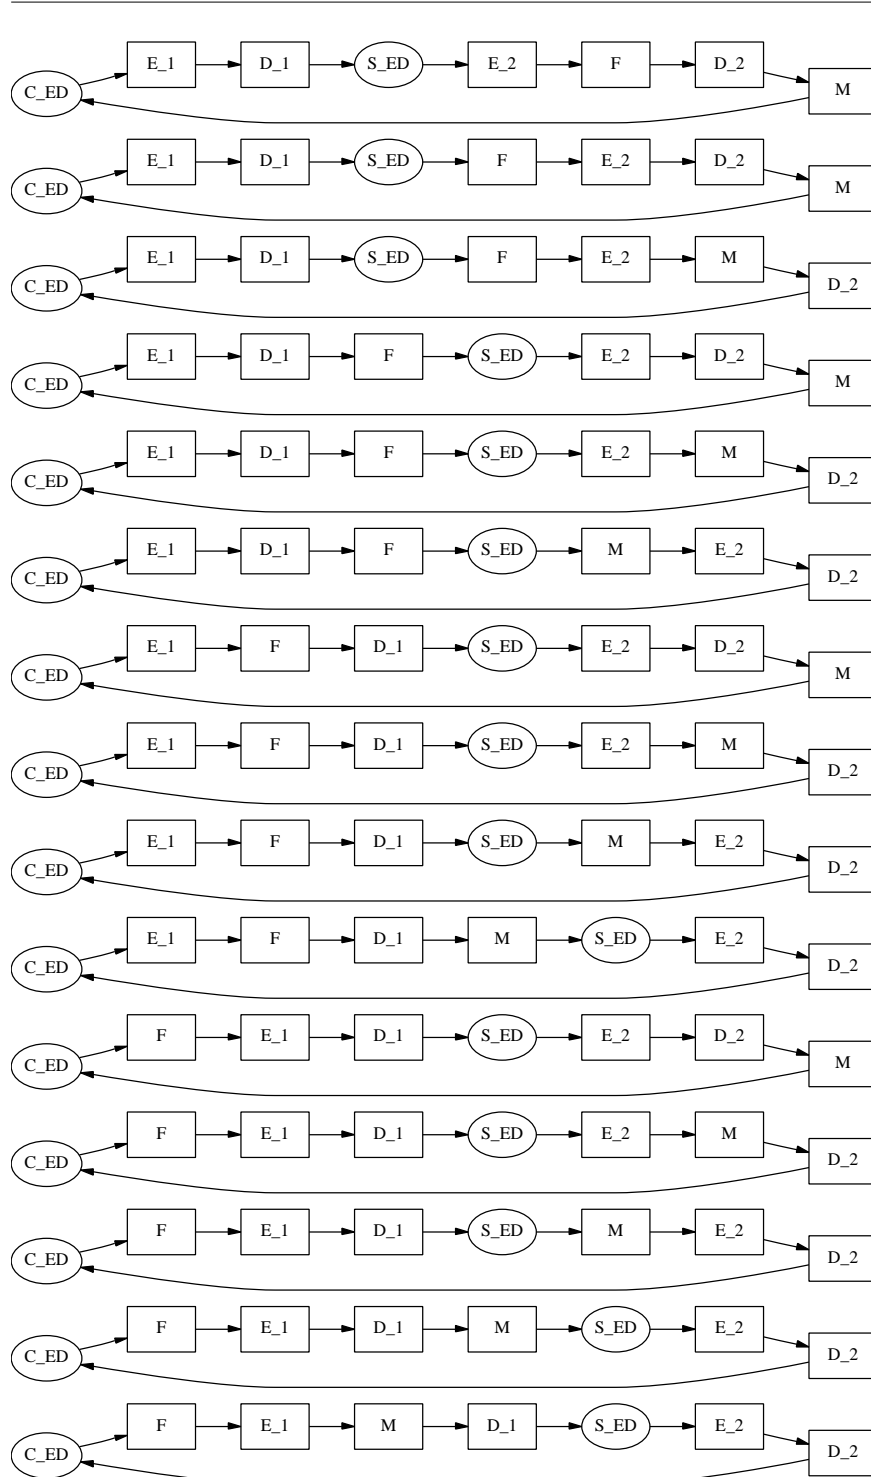 E_1 D_1 S_ED E_2 F D_2
C_ED M
E_1 D_1 S_ED F E_2 D_2
C_ED M
E_1 D_1 S_ED F E_2 M
C_ED D_2
E_1 D_1 F S_ED E_2 D_2
C_ED M
E_1 D_1 F S_ED E_2 M
C_ED D_2
E_1 D_1 F S_ED M E_2
C_ED D_2
E_1 F D_1 S_ED E_2 D_2
C_ED M
E_1 F D_1 S_ED E_2 M
C_ED D_2
E_1 F D_1 S_ED M E_2
C_ED D_2
E_1 F D_1 M S_ED E_2
C_ED D_2
F E_1 D_1 S_ED E_2 D_2
C_ED M
F E_1 D_1 S_ED E_2 M
C_ED D_2
F E_1 D_1 S_ED M E_2
C_ED D_2
F E_1 D_1 M S_ED E_2
C_ED D_2
F E_1 M D_1 S_ED E_2
C_ED D_2